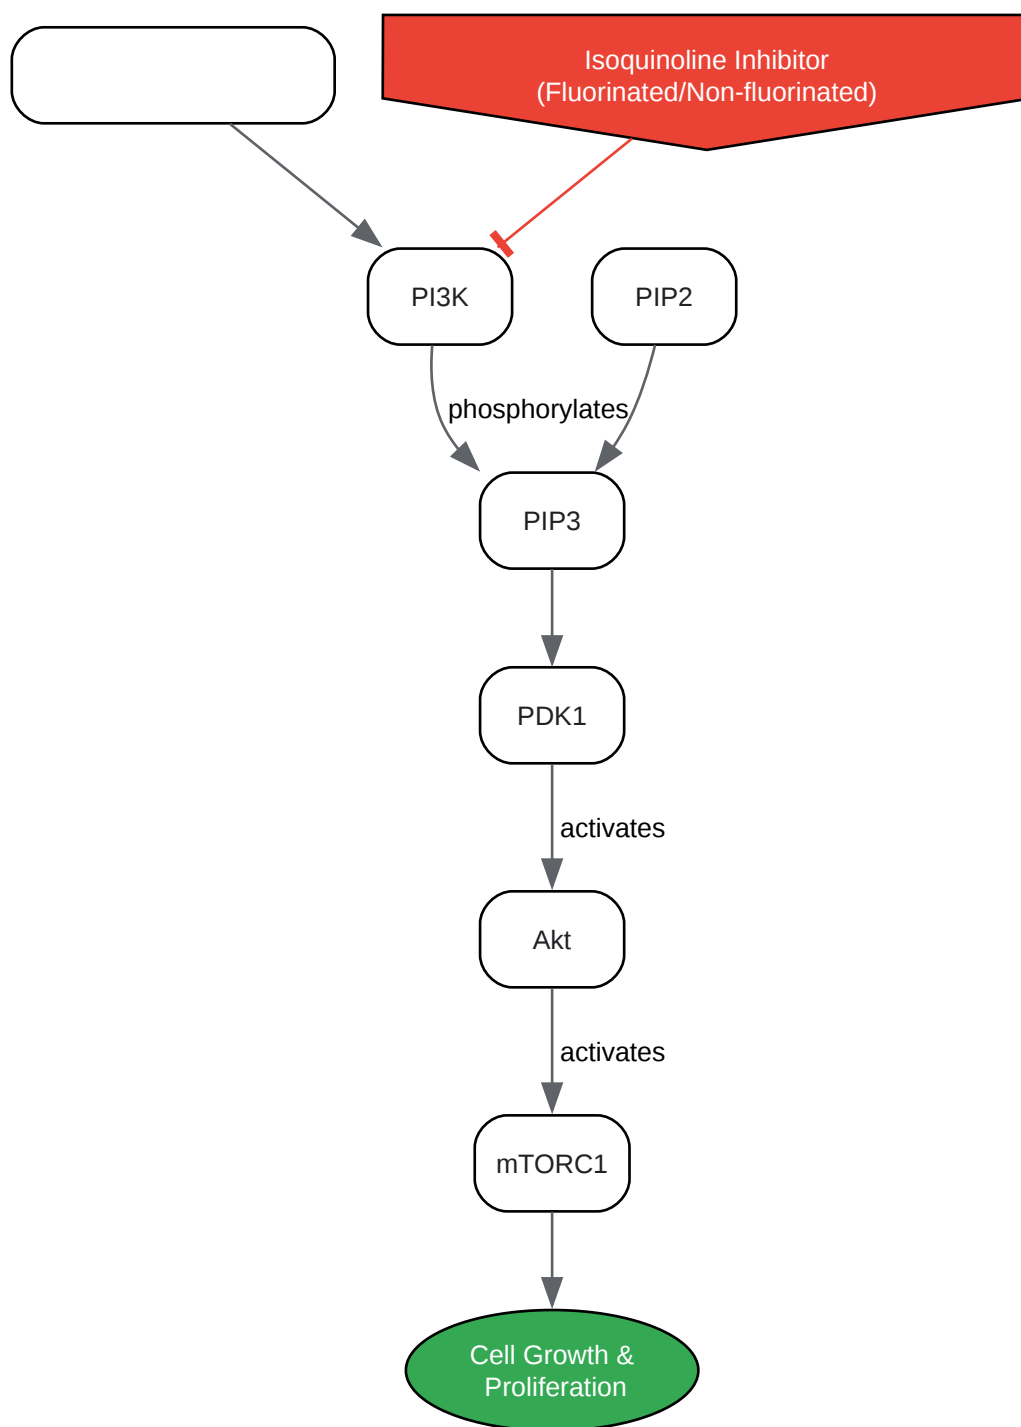 Isoquinoline Inhibitor
(Fluorinated/Non-fluorinated)
PI3K
PIP2
phosphorylates
PIP3
PDK1
activates
Akt
activates
mTORC1
Cell Growth &
Proliferation